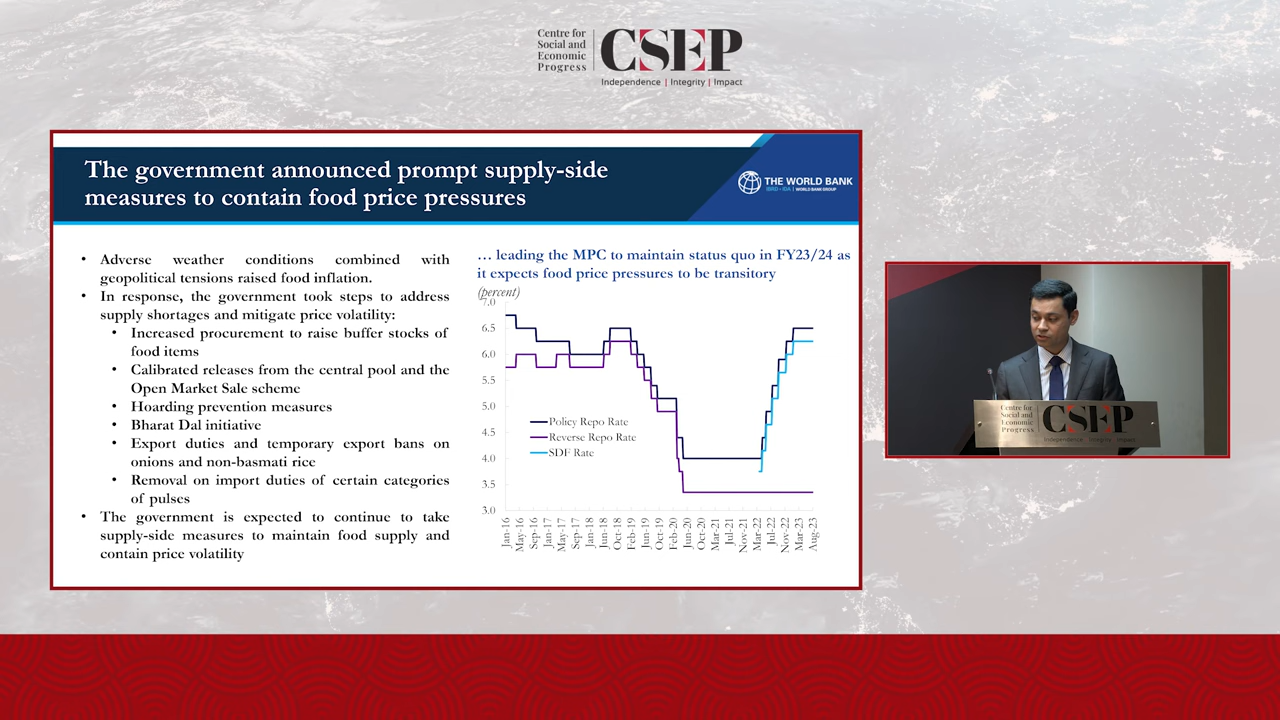 Centre for
Social and
Economic
Progress
CSEP
Independence | Integrity | Impact
The government announced prompt supply-side
measures to contain food price pressures
THE WORLD BANK
IBRD • IDA | WORLD BANK GROUP
• Adverse weather conditions combined with
geopolitical tensions raised food inflation.
• In response, the government took steps to address
supply shortages and mitigate price volatility:
• Increased procurement to raise buffer stocks of
food items
• Calibrated releases from the central pool and the
Open Market Sale scheme
• Hoarding prevention measures
• Bharat Dal initiative
• Export duties and temporary export bans on
onions and non-basmati rice
• Removal on import duties of certain categories
of pulses
• The government is expected to continue to take
supply-side measures to maintain food supply and
contain price volatility
… leading the MPC to maintain status quo in FY23/24 as
it expects food price pressures to be transitory
(percent)
7.0
6.5
6.0
5.5
5.0
4.5
4.0
3.5
3.0
Policy Repo Rate
Reverse Repo Rate
SDF Rate
Jan-16
May-16
Sep-16
Jan-17
May-17
Sep-17
Jan-18
Jun-18
Oct-18
Feb-19
Jun-19
Oct-19
Feb-20
Jun-20
Oct-20
Mar-21
Jul-21
Nov-21
Mar-22
Jul-22
Nov-22
Mar-23
Aug-23
Centre for
Social and
Economic
Progress
CSEP
Independence | Integrity | Impact